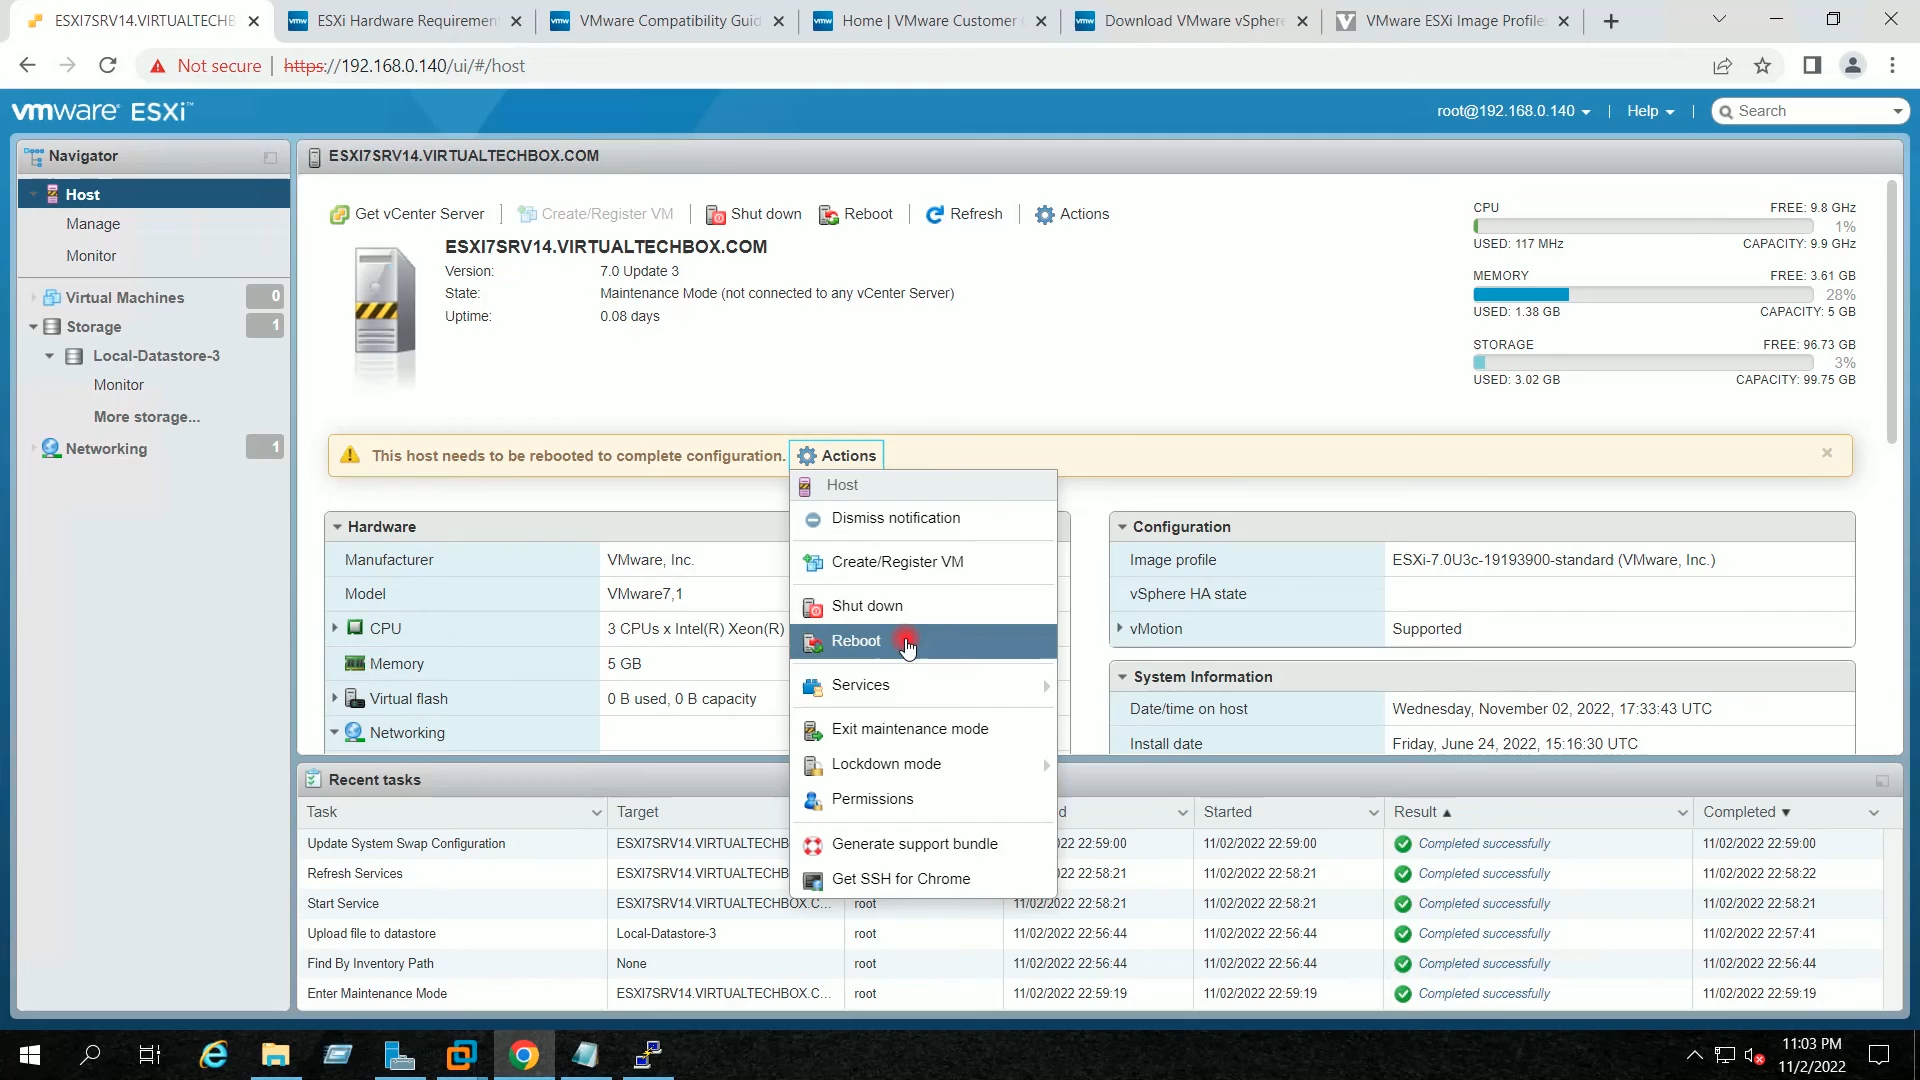 ESXI7SRV14.VIRTUALTECHB
ESXi Hardware Requiremen
VMware Compatibility Guid
Home | VMware Customer C
Download VMware vSphere
VMware ESXi Image Profiles
Not secure
https://192.168.0.140/ui/#/host
vmware ESXi™
root@192.168.0.140
Help
Search
Navigator
Host
Manage
Monitor
Virtual Machines
0
Storage
1
Local-Datastore-3
Monitor
More storage...
Networking
1
ESXI7SRV14.VIRTUALTECHBOX.COM
Get vCenter Server
Create/Register VM
Shut down
Reboot
Refresh
Actions
ESXI7SRV14.VIRTUALTECHBOX.COM
Version: 7.0 Update 3
State: Maintenance Mode (not connected to any vCenter Server)
Uptime: 0.08 days
CPU FREE: 9.8 GHz
1%
USED: 117 MHz CAPACITY: 9.9 GHz
MEMORY FREE: 3.61 GB
28%
USED: 1.38 GB CAPACITY: 5 GB
STORAGE FREE: 96.73 GB
3%
USED: 3.02 GB CAPACITY: 99.75 GB
This host needs to be rebooted to complete configuration.
Actions
Host
Dismiss notification
Create/Register VM
Shut down
Reboot
Services
Exit maintenance mode
Lockdown mode
Permissions
Generate support bundle
Get SSH for Chrome
Hardware
Manufacturer VMware, Inc.
Model VMware7,1
CPU 3 CPUs x Intel(R) Xeon(R)
Memory 5 GB
Virtual flash 0 B used, 0 B capacity
Networking
Configuration
Image profile ESXi-7.0U3c-19193900-standard (VMware, Inc.)
vSphere HA state
vMotion Supported
System Information
Date/time on host Wednesday, November 02, 2022, 17:33:43 UTC
Install date Friday, June 24, 2022, 15:16:30 UTC
Recent tasks
Task Target d Started Result Completed
Update System Swap Configuration ESXI7SRV14.VIRTUALTECHB 022 22:59:00 11/02/2022 22:59:00 Completed successfully 11/02/2022 22:59:00
Refresh Services ESXI7SRV14.VIRTUALTECHB 022 22:58:21 11/02/2022 22:58:21 Completed successfully 11/02/2022 22:58:22
Start Service ESXI7SRV14.VIRTUALTECHBOX.C... root 11/02/2022 22:58:21 11/02/2022 22:58:21 Completed successfully 11/02/2022 22:58:21
Upload file to datastore Local-Datastore-3 root 11/02/2022 22:56:44 11/02/2022 22:56:44 Completed successfully 11/02/2022 22:57:41
Find By Inventory Path None root 11/02/2022 22:56:44 11/02/2022 22:56:44 Completed successfully 11/02/2022 22:56:44
Enter Maintenance Mode ESXI7SRV14.VIRTUALTECHBOX.C... root 11/02/2022 22:59:19 11/02/2022 22:59:19 Completed successfully 11/02/2022 22:59:19
11:03 PM
11/2/2022